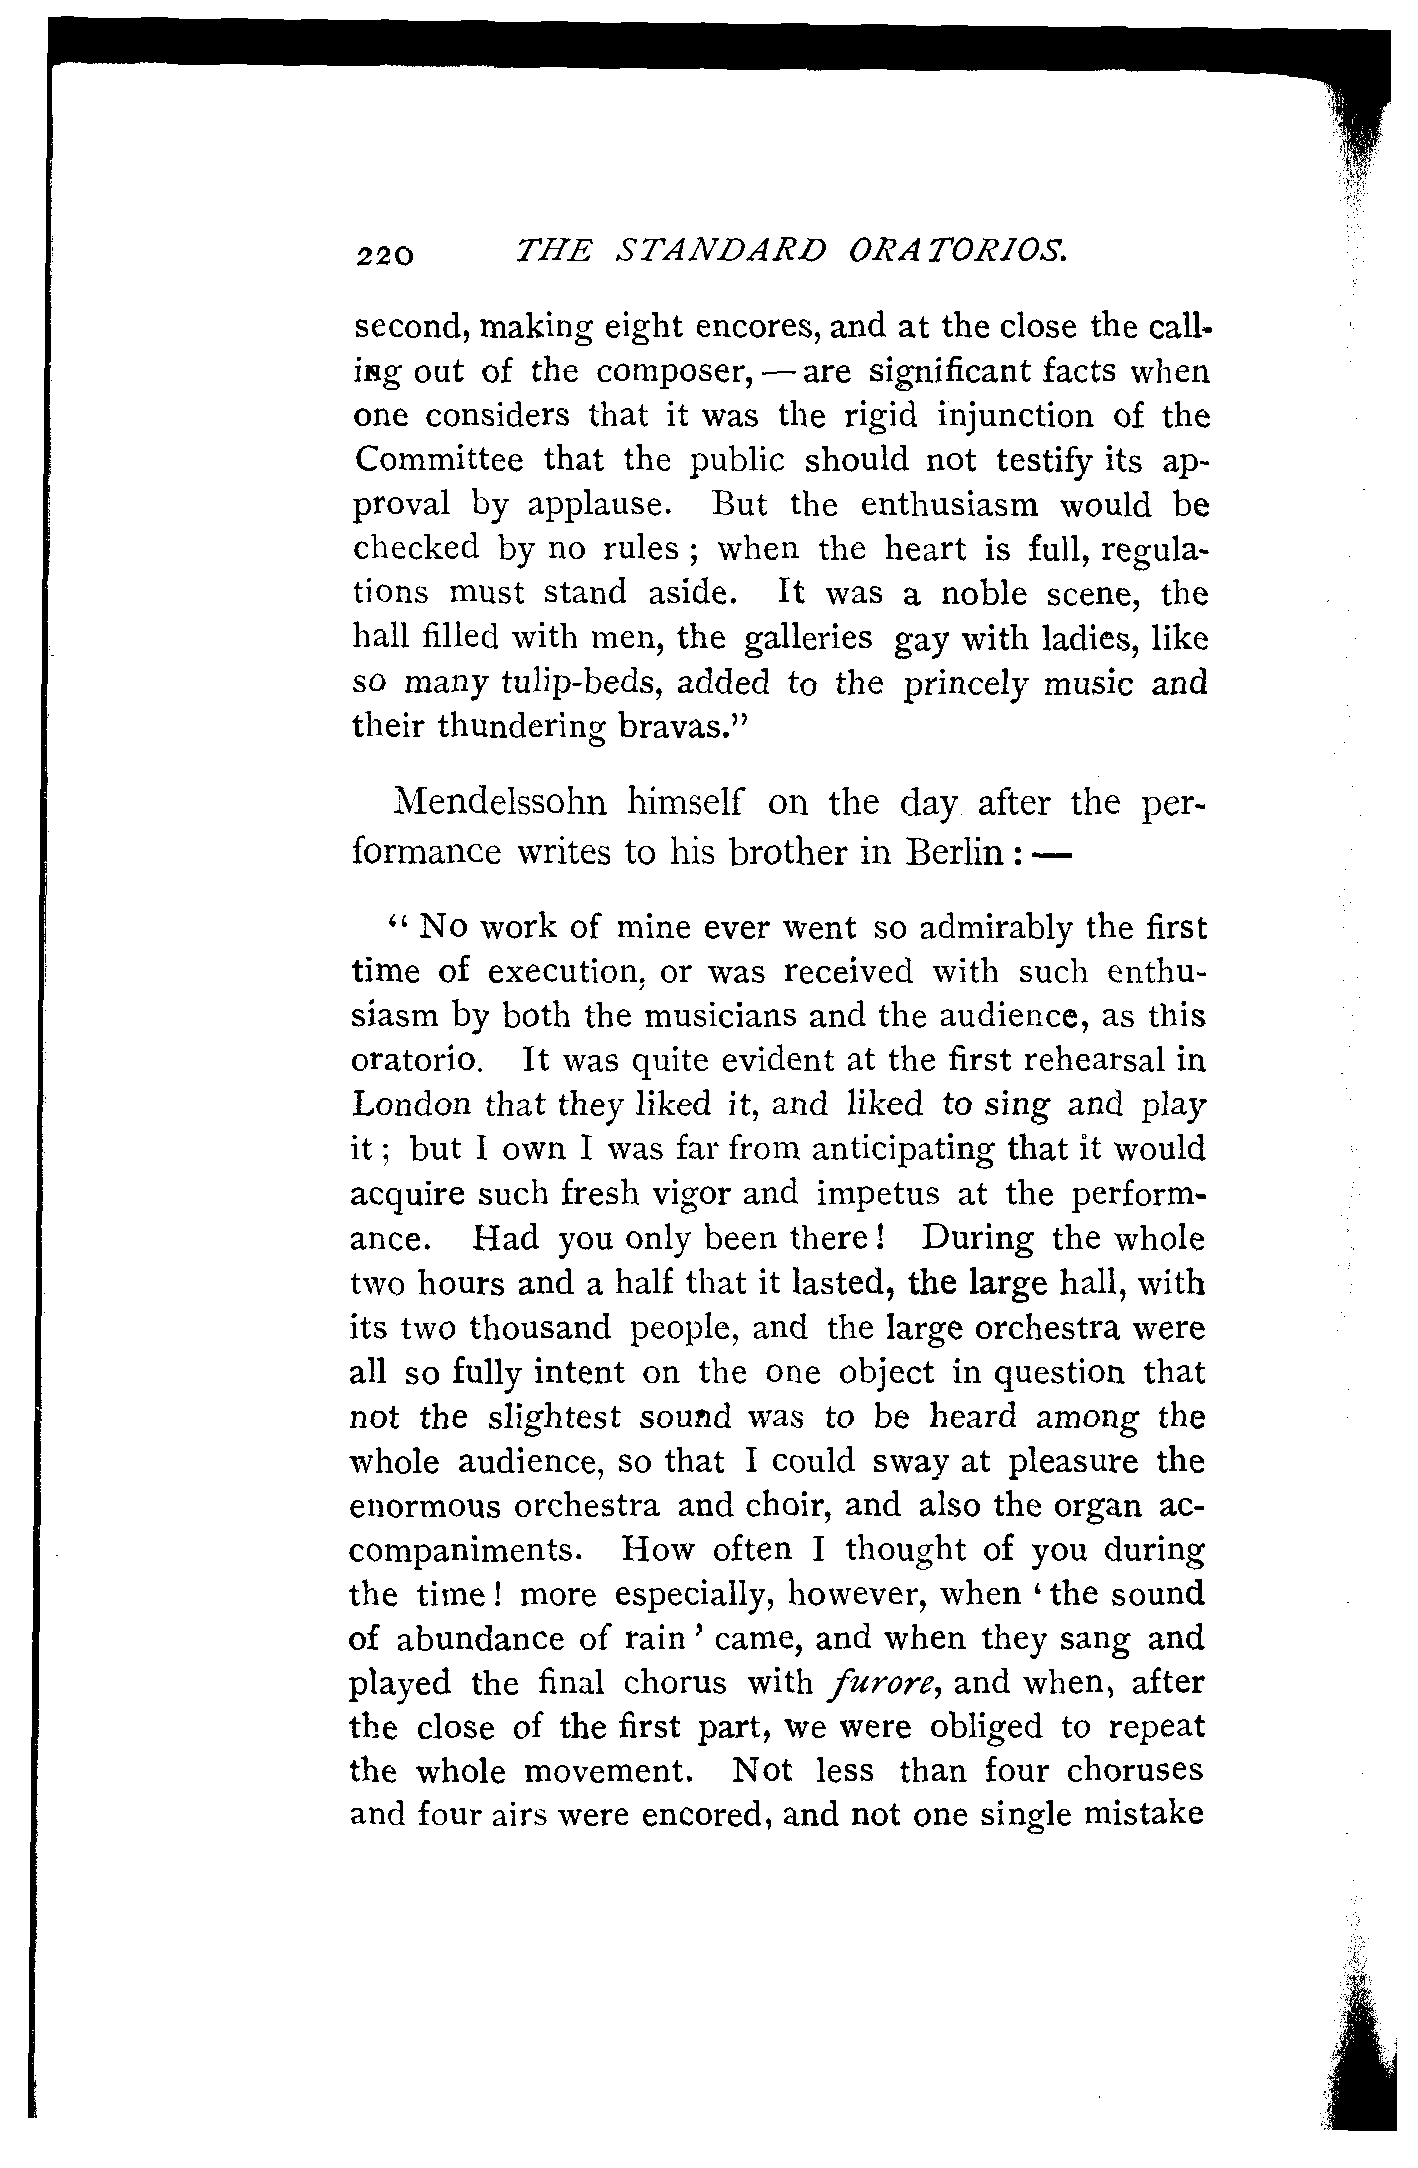 220 THE STANDARD ORATORIOS.
second, making eight encores, and at the close the call-
ing out of the composer, — are significant facts when
one considers that it was the rigid injunction of the
Committee that the public should not testify its ap-
proval by applause. But the enthusiasm would be
checked by no rules ; when the heart is full, regula-
tions must stand aside. It was a noble scene, the
hall filled with men, the galleries gay with ladies, like
so many tulip-beds, added to the princely music and
their thundering bravas."
Mendelssohn himself on the day after the per-
formance writes to his brother in Berlin : —
" No work of mine ever went so admirably the first
time of execution, or was received with such enthu-
siasm by both the musicians and the audience, as this
oratorio. It was quite evident at the first rehearsal in
London that they liked it, and liked to sing and play
it ; but I own I was far from anticipating that it would
acquire such fresh vigor and impetus at the perform-
ance. Had you only been there ! During the whole
two hours and a half that it lasted, the large hall, with
its two thousand people, and the large orchestra were
all so fully intent on the one object in question that
not the slightest sound was to be heard among the
whole audience, so that I could sway at pleasure the
enormous orchestra and choir, and also the organ ac-
companiments. How often I thought of you during
the time ! more especially, however, when ' the sound
of abundance of rain ' came, and when they sang and
played the final chorus with furore, and when, after
the close of the first part, we were obliged to repeat
the whole movement. Not less than four choruses
and four airs were encored, and not one single mistake